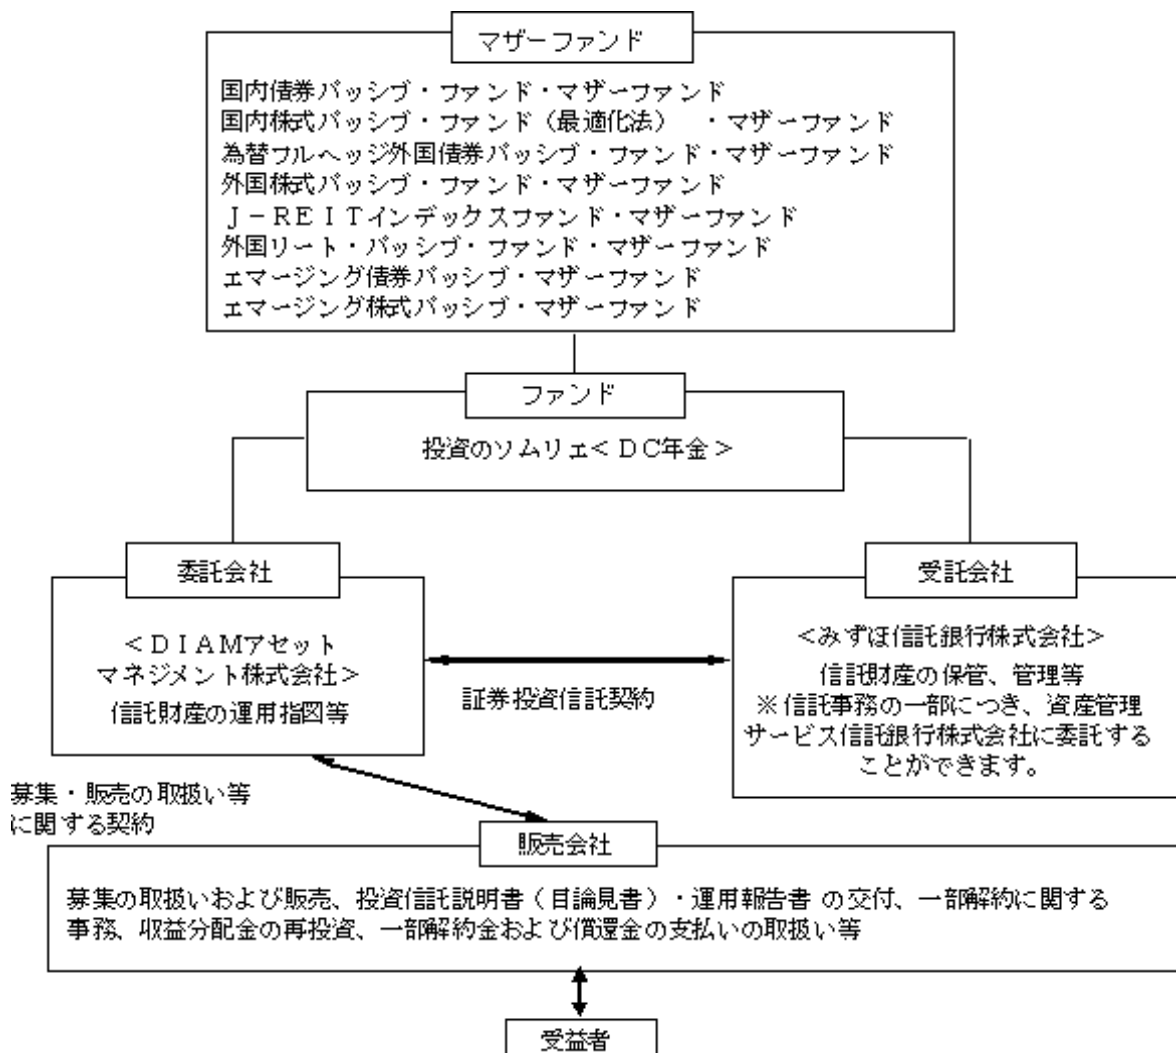 マザーファンド
国内債券パッシブ・ファンド・マザーファンド
国内株式パッシブ・ファンド(最適化法) ・マザーファンド
為替フルヘッジ外国債券パッシブ・ファンド・マザーファンド
外国株式パッシブ・ファンド・マザーファンド
J-REITインデックスファンド・マザーファンド
外国リート・パッシブ・ファンド・マザーファンド
エマージング債券パッシブ・マザーファンド
エマージング株式パッシブ・マザーファンド
ファンド
投資のソムリエ<DC年金>
委託会社
<DIAMアセット
マネジメント株式会社>
信託財産の運用指図等
証券投資信託契約
受託会社
<みずほ信託銀行株式会社>
信託財産の保管、管理等
※信託事務の一部につき、資産管理
サービス信託銀行株式会社に委託する
ことができます。
募集・販売の取扱い等
に関する契約
販売会社
募集の取扱いおよび販売、投資信託説明書(目論見書)・運用報告書 の交付、一部解約に関する
事務、収益分配金の再投資、一部解約金および償還金の支払いの取扱い等
受益者